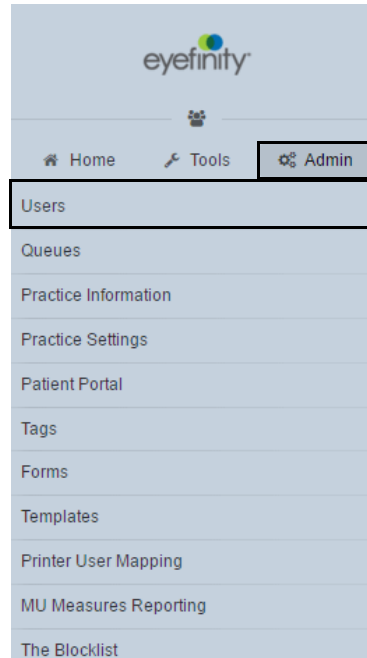 eyefinity
Home Tools Admin
Users
Queues
Practice Information
Practice Settings
Patient Portal
Tags
Forms
Templates
Printer User Mapping
MU Measures Reporting
The Blocklist